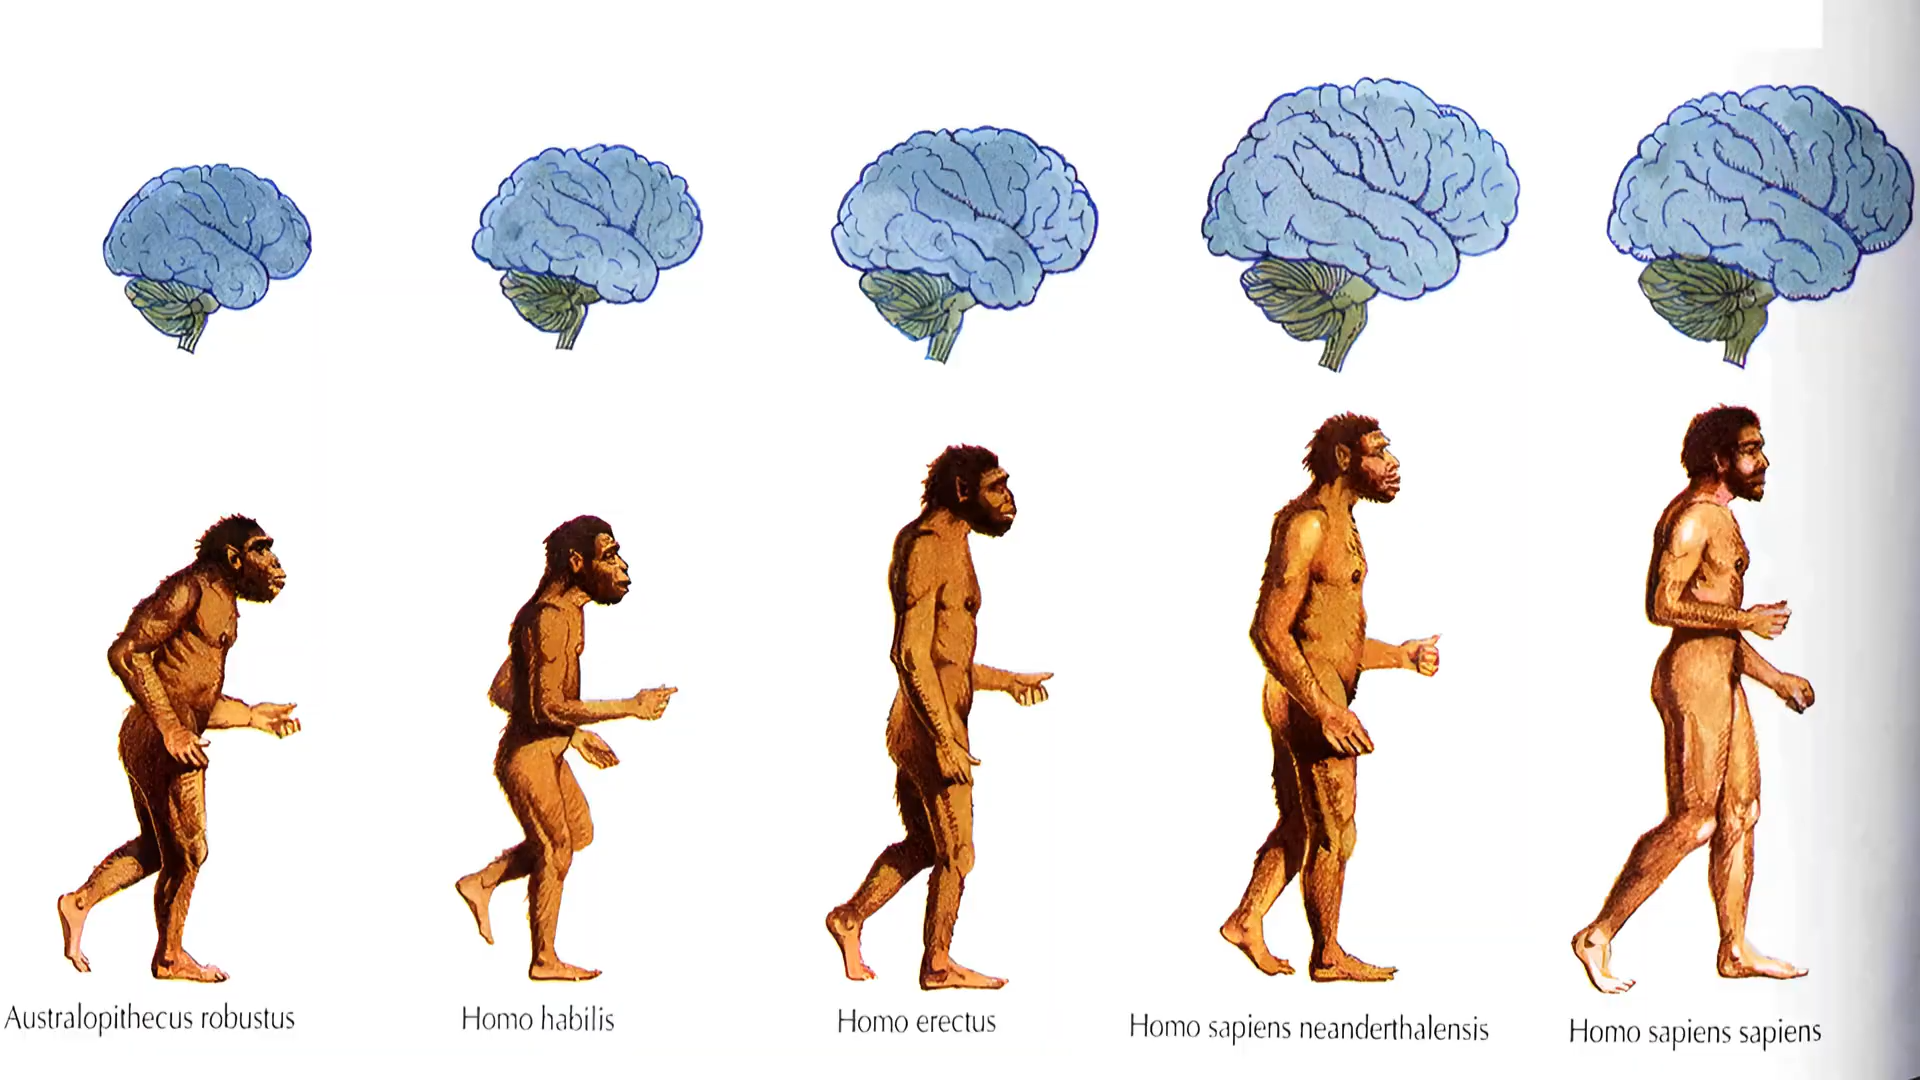 Australopithecus robustus
Homo habilis
Homo erectus
Homo sapiens neanderthalensis
Homo sapiens sapiens